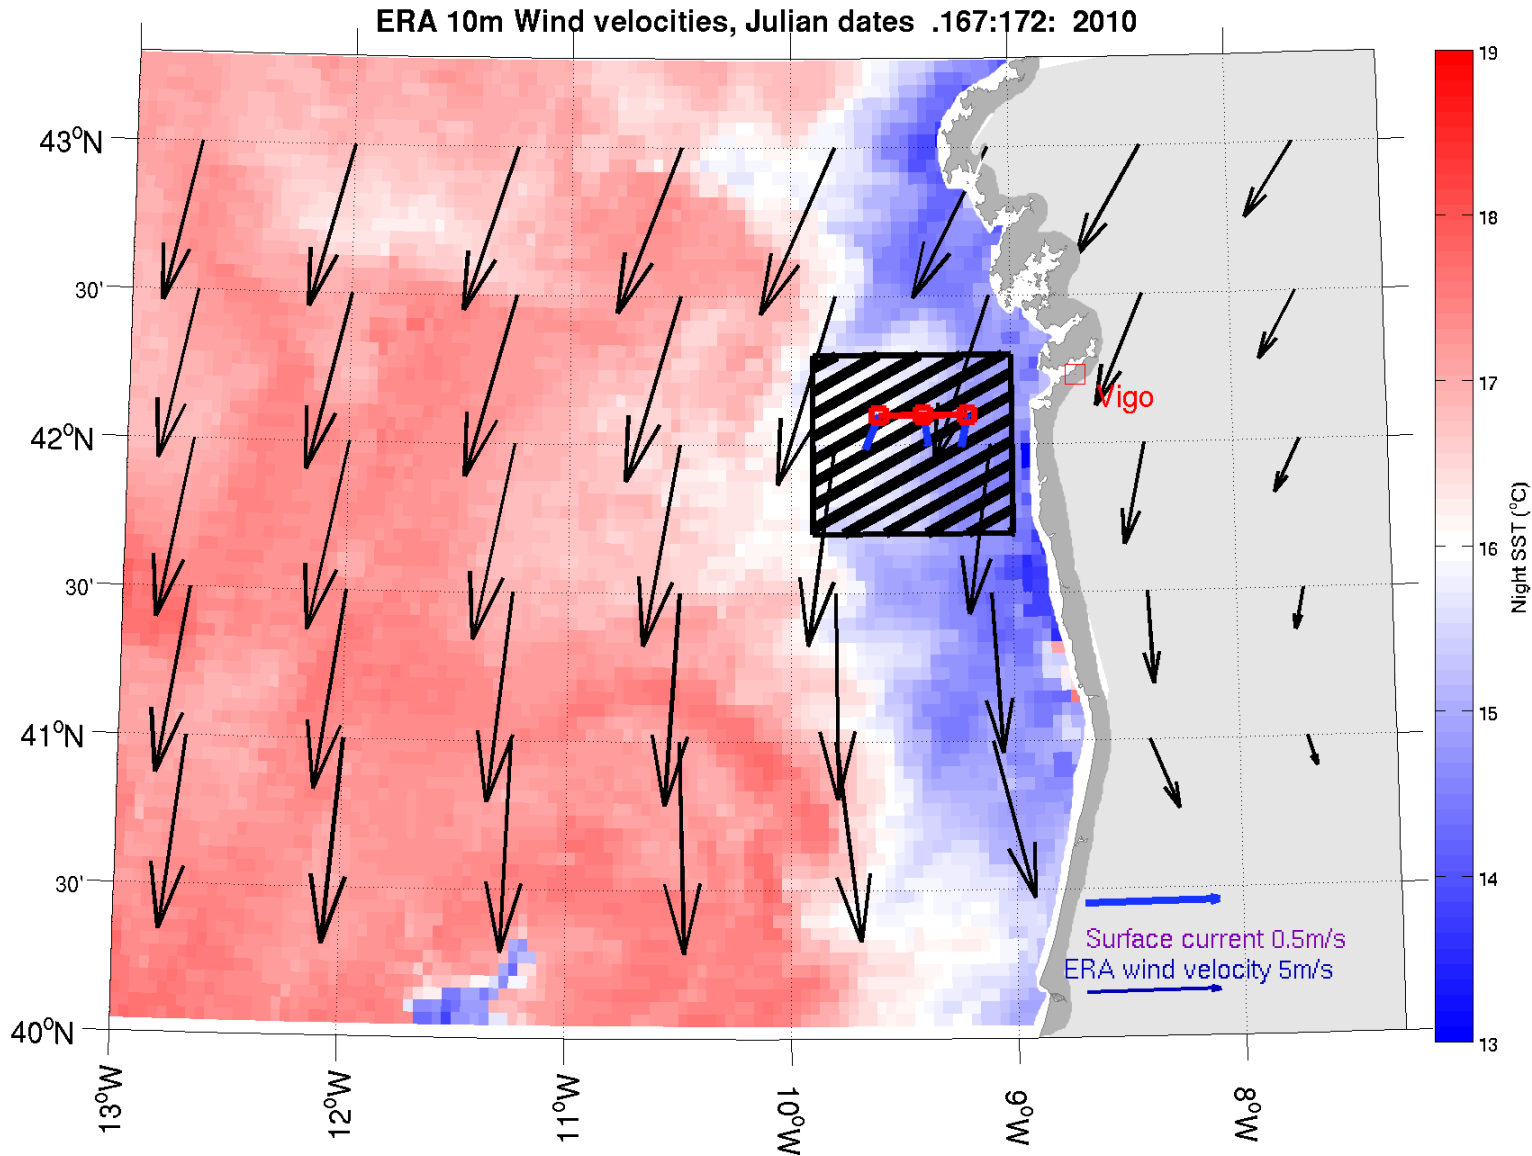 ERA 10m Wind velocities, Julian dates .167:172: 2010
43°N
30'
42°N
30'
41°N
30'
40°N
13°W
12°W
11°W
10°W
9°W
8°W
Vigo
Surface current 0.5m/s
ERA wind velocity 5m/s
19
18
17
16
15
14
13
Night SST (°C)